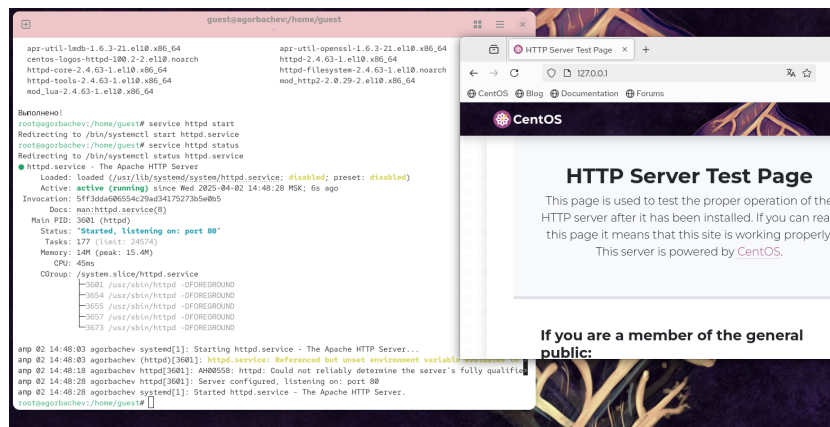 guest@agorbachev:/home/guest
apr-util-lmdb-1.6.3-21.el10.x86_64 apr-util-openssl-1.6.3-21.el10.x86_64
centos-logos-httpd-100.2-2.el10.noarch httpd-2.4.63-1.el10.x86_64
httpd-core-2.4.63-1.el10.x86_64 httpd-filesystem-2.4.63-1.el10.noarch
httpd-tools-2.4.63-1.el10.x86_64 mod_http2-2.0.29-2.el10.x86_64
mod_lua-2.4.63-1.el10.x86_64
Выполнено!
root@agorbachev:/home/guest# service httpd start
Redirecting to /bin/systemctl start httpd.service
root@agorbachev:/home/guest# service httpd status
Redirecting to /bin/systemctl status httpd.service
● httpd.service - The Apache HTTP Server
Loaded: loaded (/usr/lib/systemd/system/httpd.service; disabled; preset: disabled)
Active: active (running) since Wed 2025-04-02 14:48:28 MSK; 6s ago
Invocation: 5ff3dda606554c29ad34175273b5e0b5
Docs: man:httpd.service(8)
Main PID: 3601 (httpd)
Status: "Started, listening on: port 80"
Tasks: 177 (limit: 24574)
Memory: 14M (peak: 15.4M)
CPU: 45ms
CGroup: /system.slice/httpd.service
├─3601 /usr/sbin/httpd -DFOREGROUND
├─3654 /usr/sbin/httpd -DFOREGROUND
├─3655 /usr/sbin/httpd -DFOREGROUND
├─3657 /usr/sbin/httpd -DFOREGROUND
└─3673 /usr/sbin/httpd -DFOREGROUND
апр 02 14:48:03 agorbachev systemd[1]: Starting httpd.service - The Apache HTTP Server...
апр 02 14:48:03 agorbachev (httpd)[3601]: httpd.service: Referenced but unset environment variable evaluates to
апр 02 14:48:18 agorbachev httpd[3601]: AH00558: httpd: Could not reliably determine the server's fully qualifie>
апр 02 14:48:28 agorbachev httpd[3601]: Server configured, listening on: port 80
апр 02 14:48:28 agorbachev systemd[1]: Started httpd.service - The Apache HTTP Server.
root@agorbachev:/home/guest#
HTTP Server Test Page
127.0.0.1
CentOS Blog Documentation Forums
CentOS
HTTP Server Test Page
This page is used to test the proper operation of the
HTTP server after it has been installed. If you can rea
this page it means that this site is working properly
This server is powered by CentOS.
If you are a member of the general
public: